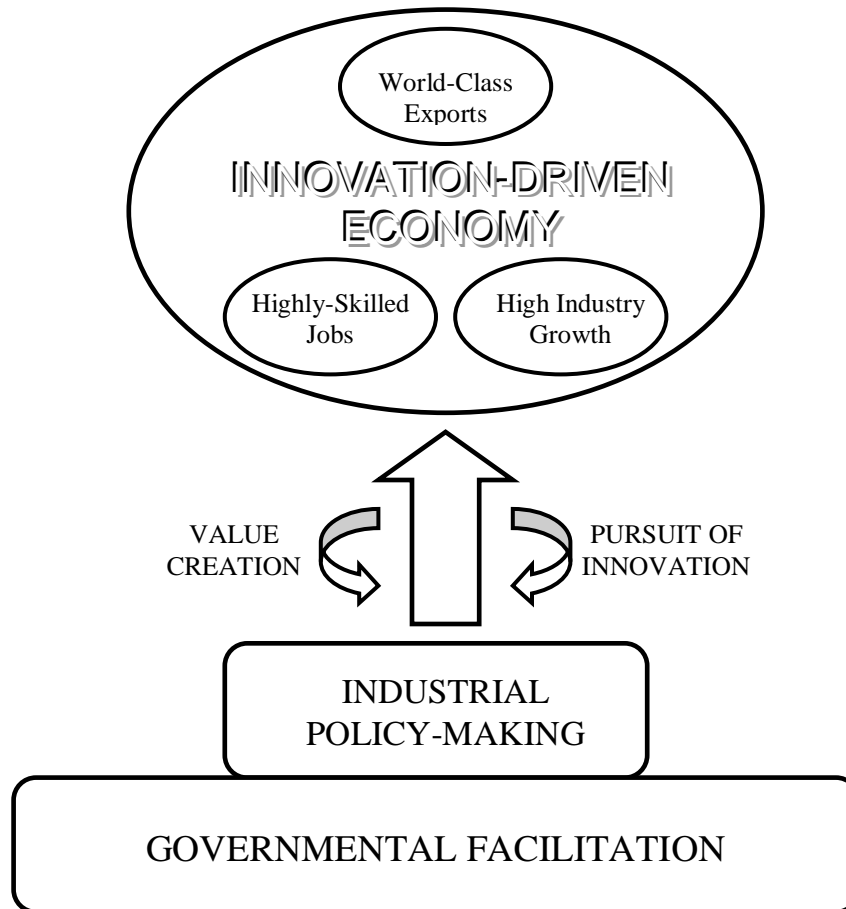 World-Class
Exports
INNOVATION-DRIVEN
ECONOMY
Highly-Skilled
Jobs
High Industry
Growth
VALUE
CREATION
PURSUIT OF
INNOVATION
INDUSTRIAL
POLICY-MAKING
GOVERNMENTAL FACILITATION